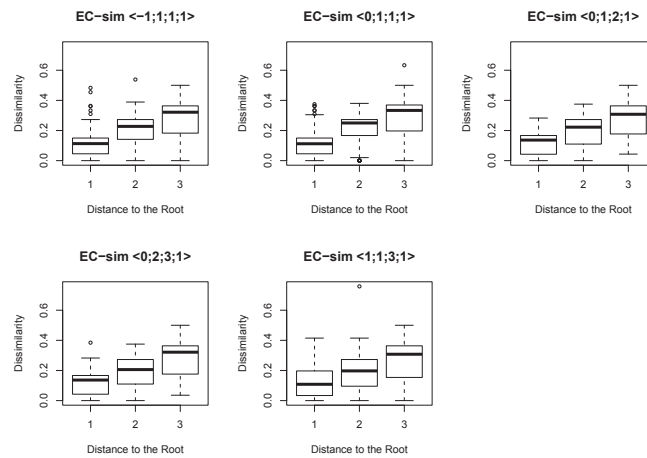 EC−sim <−1;1;1;1>
EC−sim <0;1;1;1>
EC−sim <0;1;2;1>
Dissimilarity
0.0 0.2 0.4 0.6
1 2 3
Distance to the Root
Dissimilarity
0.0 0.2 0.4 0.6
1 2 3
Distance to the Root
Dissimilarity
0.0 0.2 0.4 0.6
1 2 3
Distance to the Root
EC−sim <0;2;3;1>
EC−sim <1;1;3;1>
Dissimilarity
0.0 0.2 0.4 0.6
1 2 3
Distance to the Root
Dissimilarity
0.0 0.2 0.4 0.6
1 2 3
Distance to the Root